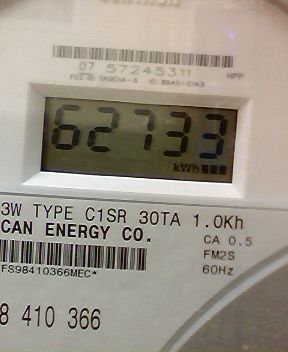 07 57245311
HPP
62733
kWh
3W TYPE C1SR 30TA 1.0Kh
CAN ENERGY CO.
CA 0.5
FM2S
60Hz
FS98410366MEC*
8 410 366